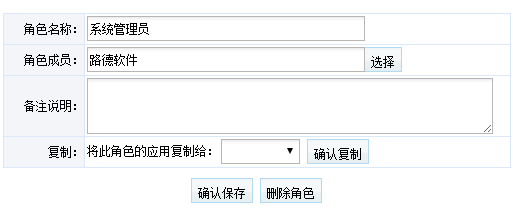 角色名称： 系统管理员
角色成员： 路德软件 选择
备注说明：
复制： 将此角色的应用复制给： 确认复制
确认保存 删除角色